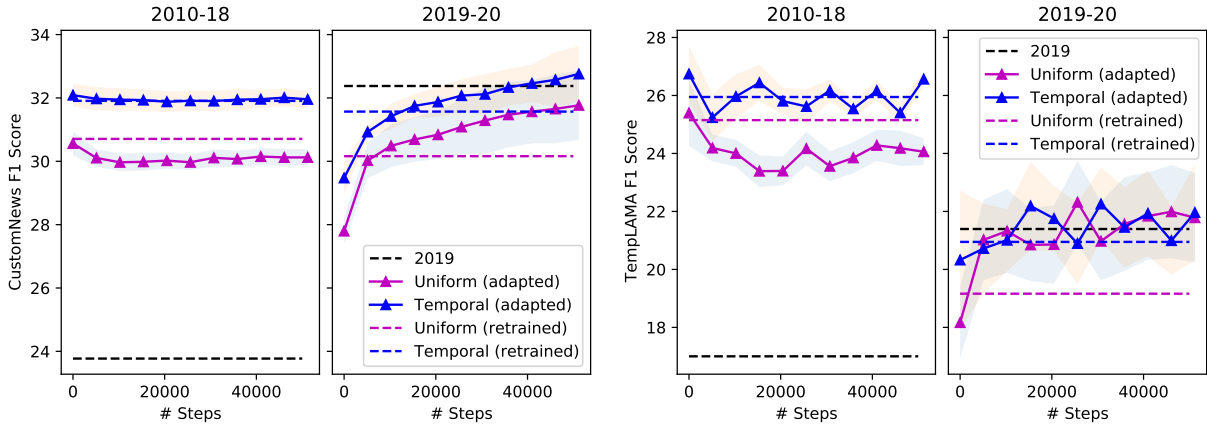 2010-18
2019-20
2010-18
2019-20
CustomNews F1 Score
34
32
30
28
26
24
0
20000
40000
# Steps
2019
Uniform (adapted)
Temporal (adapted)
Uniform (retrained)
Temporal (retrained)
0
20000
40000
# Steps
TempLAMA F1 Score
28
26
24
22
20
18
0
20000
40000
# Steps
2019
Uniform (adapted)
Temporal (adapted)
Uniform (retrained)
Temporal (retrained)
0
20000
40000
# Steps